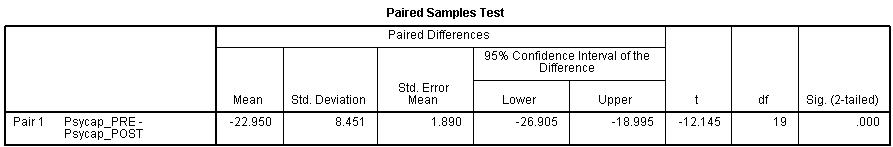 Paired Samples Test
Paired Differences
95% Confidence Interval of the
Difference
Mean Std. Deviation Std. Error
Mean Lower Upper t df Sig. (2-tailed)
Pair 1 Psycap_PRE - -22.950 8.451 1.890 -26.905 -18.995 -12.145 19 .000
Psycap_POST